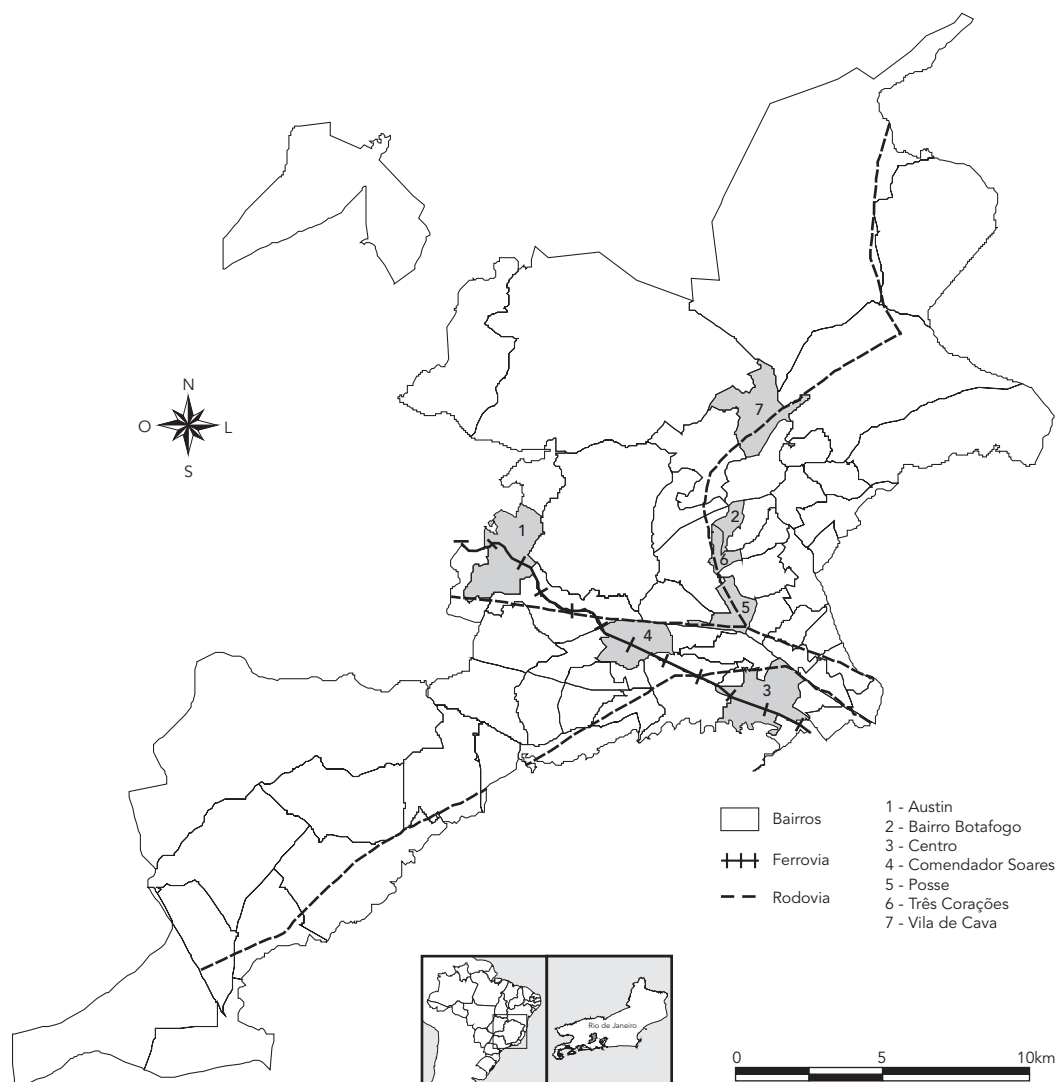 N
O
L
S
7
2
1
6
5
4
3
Bairros
Ferrovia
Rodovia
1 - Austin
2 - Bairro Botafogo
3 - Centro
4 - Comendador Soares
5 - Posse
6 - Três Corações
7 - Vila de Cava
Rio de Janeiro
0
5
10km